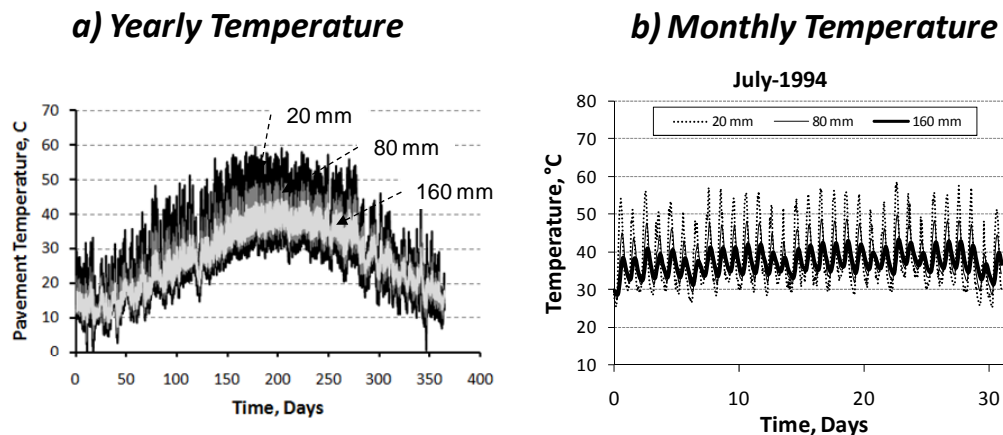 a) Yearly Temperature
70
60
50
40
30
20
10
0
Pavement Temperature, C
20 mm
80 mm
160 mm
0 50 100 150 200 250 300 350 400
Time, Days
b) Monthly Temperature
July-1994
80
70
60
50
40
30
20
10
Temperature, °C
20 mm 80 mm 160 mm
0 10 20 30
Time, Days